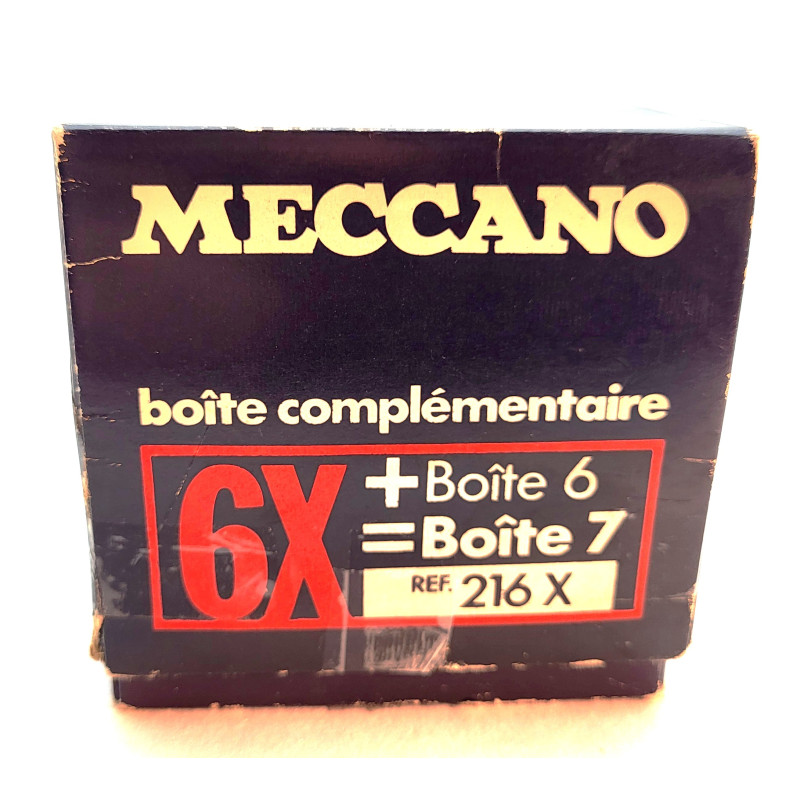 MECCANO
boîte complémentaire
6X + Boîte 6
= Boîte 7
REF. 216 X